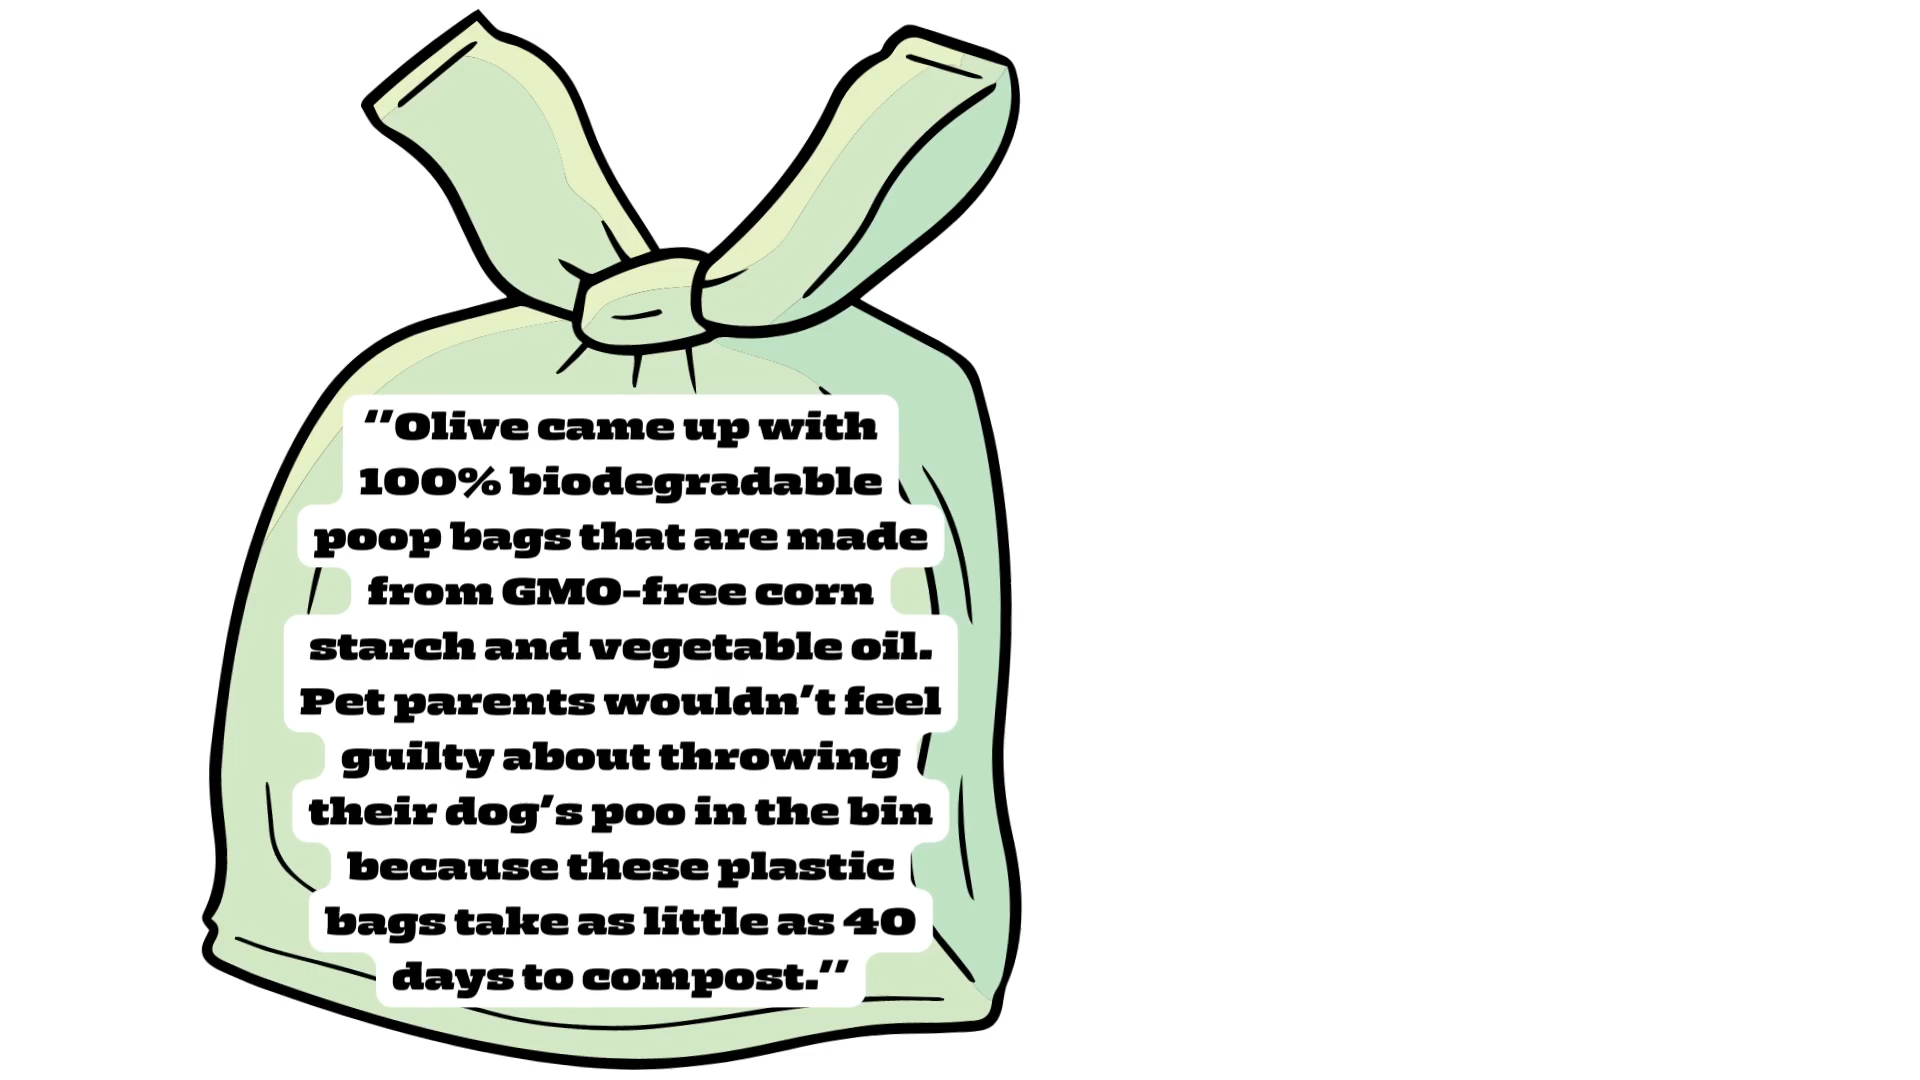 “Olive came up with
100% biodegradable
poop bags that are made
from GMO-free corn
starch and vegetable oil.
Pet parents wouldn’t feel
guilty about throwing
their dog’s poo in the bin
because these plastic
bags take as little as 40
days to compost.”